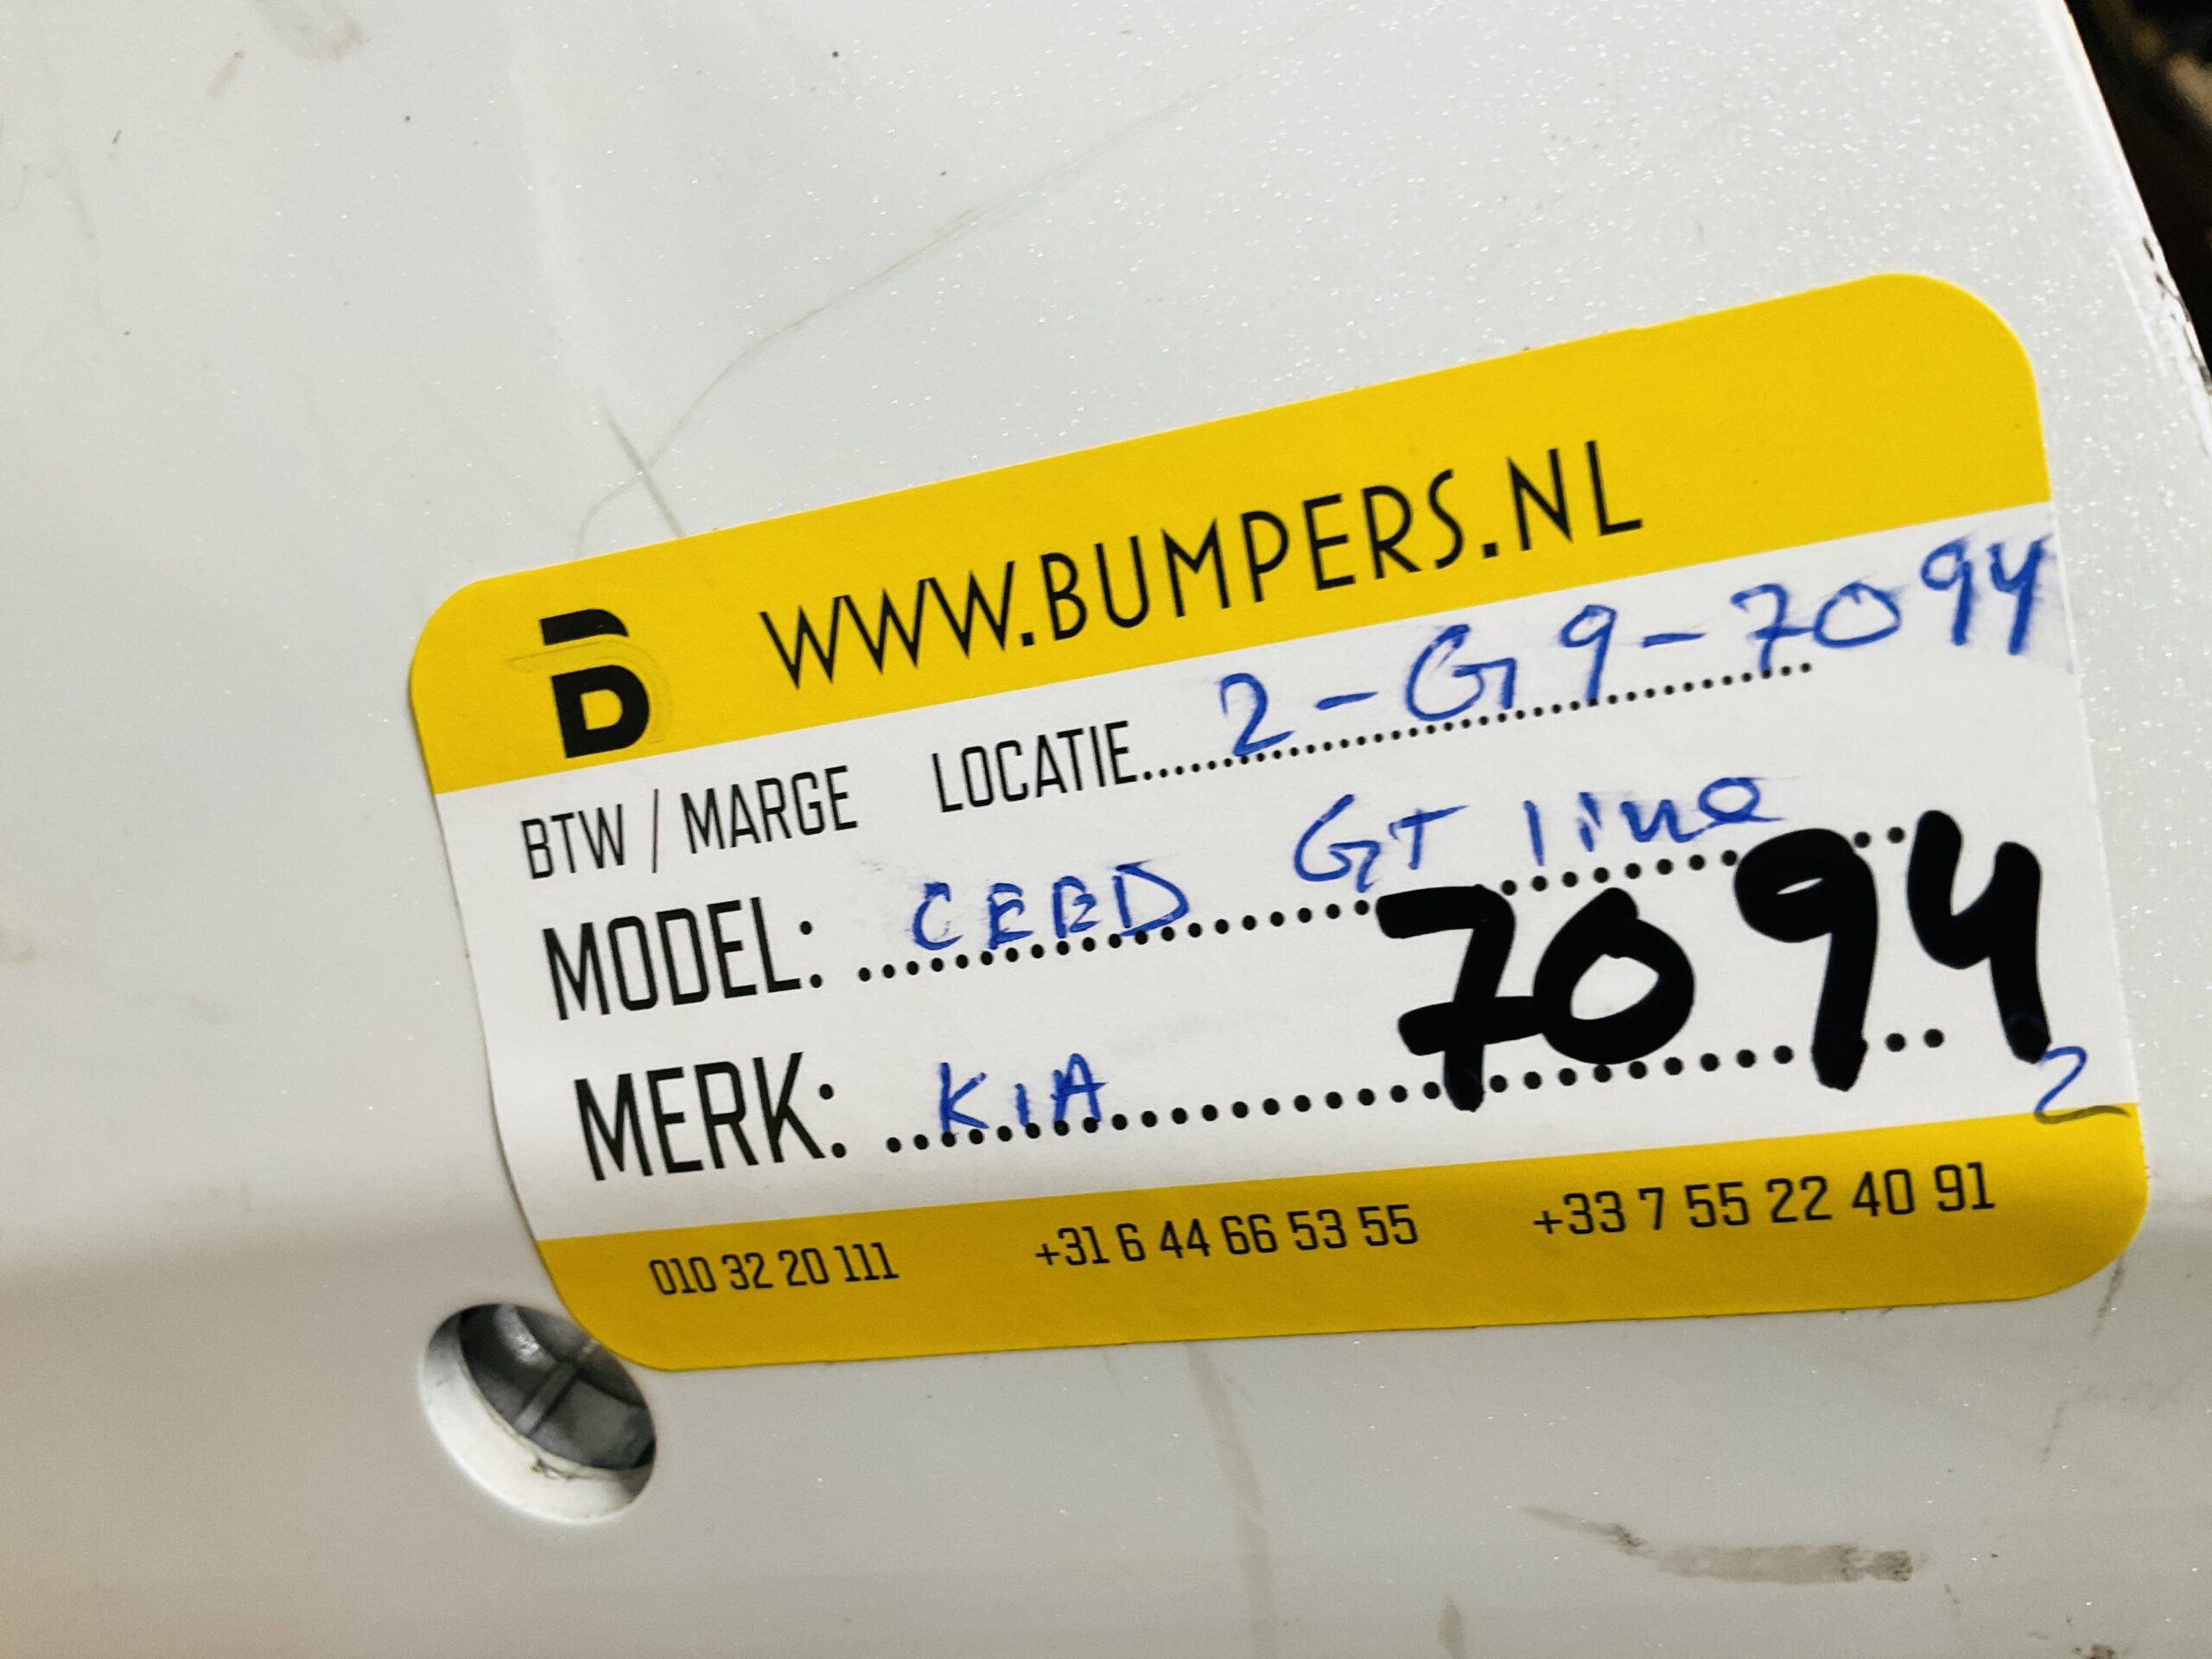 B WWW.BUMPERS.NL
BTW / MARGE LOCATIE 2-G9-7094
MODEL: CEED GT line
7094
MERK: KIA
2
010 32 20 111 +31 6 44 66 53 55 +33 7 55 22 40 91